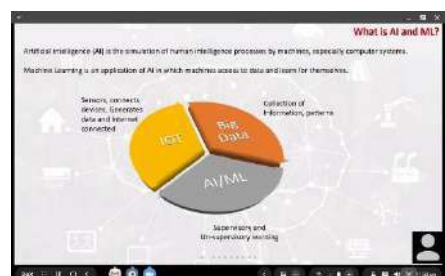 What is AI and ML?
Artificial intelligence (AI) is the simulation of human intelligence processes by machines, especially computer systems.
Machine Learning is an application of AI in which machines access to data and learn for themselves.
Sensors, connects
devices, Generates
data and Internet
connected
Collection of
Information, patterns
IOT
Big
Data
AI/ML
Supervisory and
Un-supervisory learning